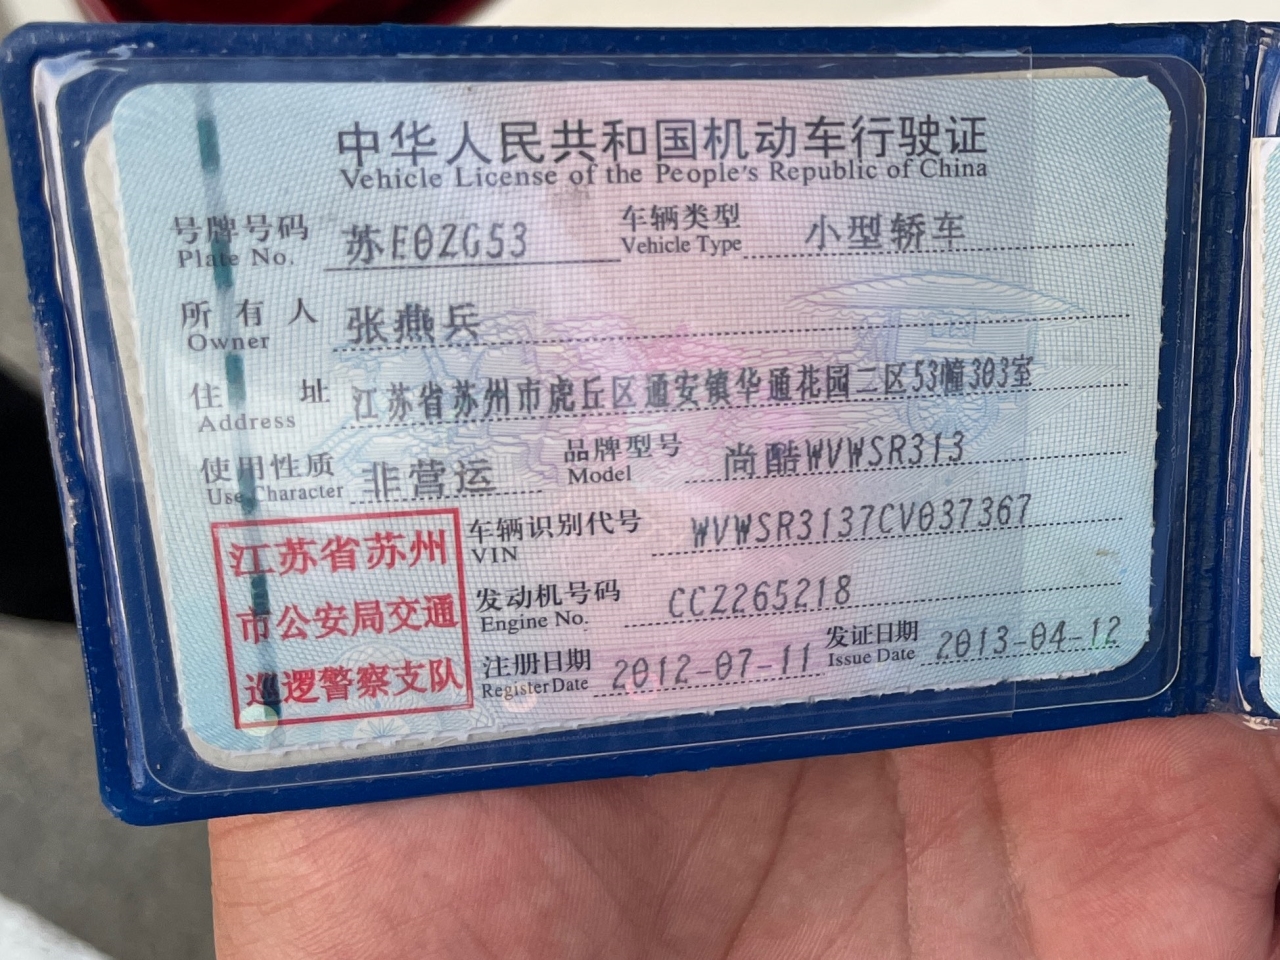 中华人民共和国机动车行驶证
Vehicle License of the People's Republic of China
号牌号码 苏E0ZG53 车辆类型 小型轿车
Plate No. Vehicle Type
所有人 张燕兵
Owner
住址 江苏省苏州市虎丘区通安镇华通花园二区53幢303室
Address
使用性质 非营运 品牌型号 尚酷WVWSR313
Use Character Model
车辆识别代号 WVWSR3137CV037367
VIN
发动机号码 CCZ265218
Engine No.
注册日期 2012-07-11 发证日期 2013-04-12
Register Date Issue Date
江苏省苏州
市公安局交通
巡逻警察支队